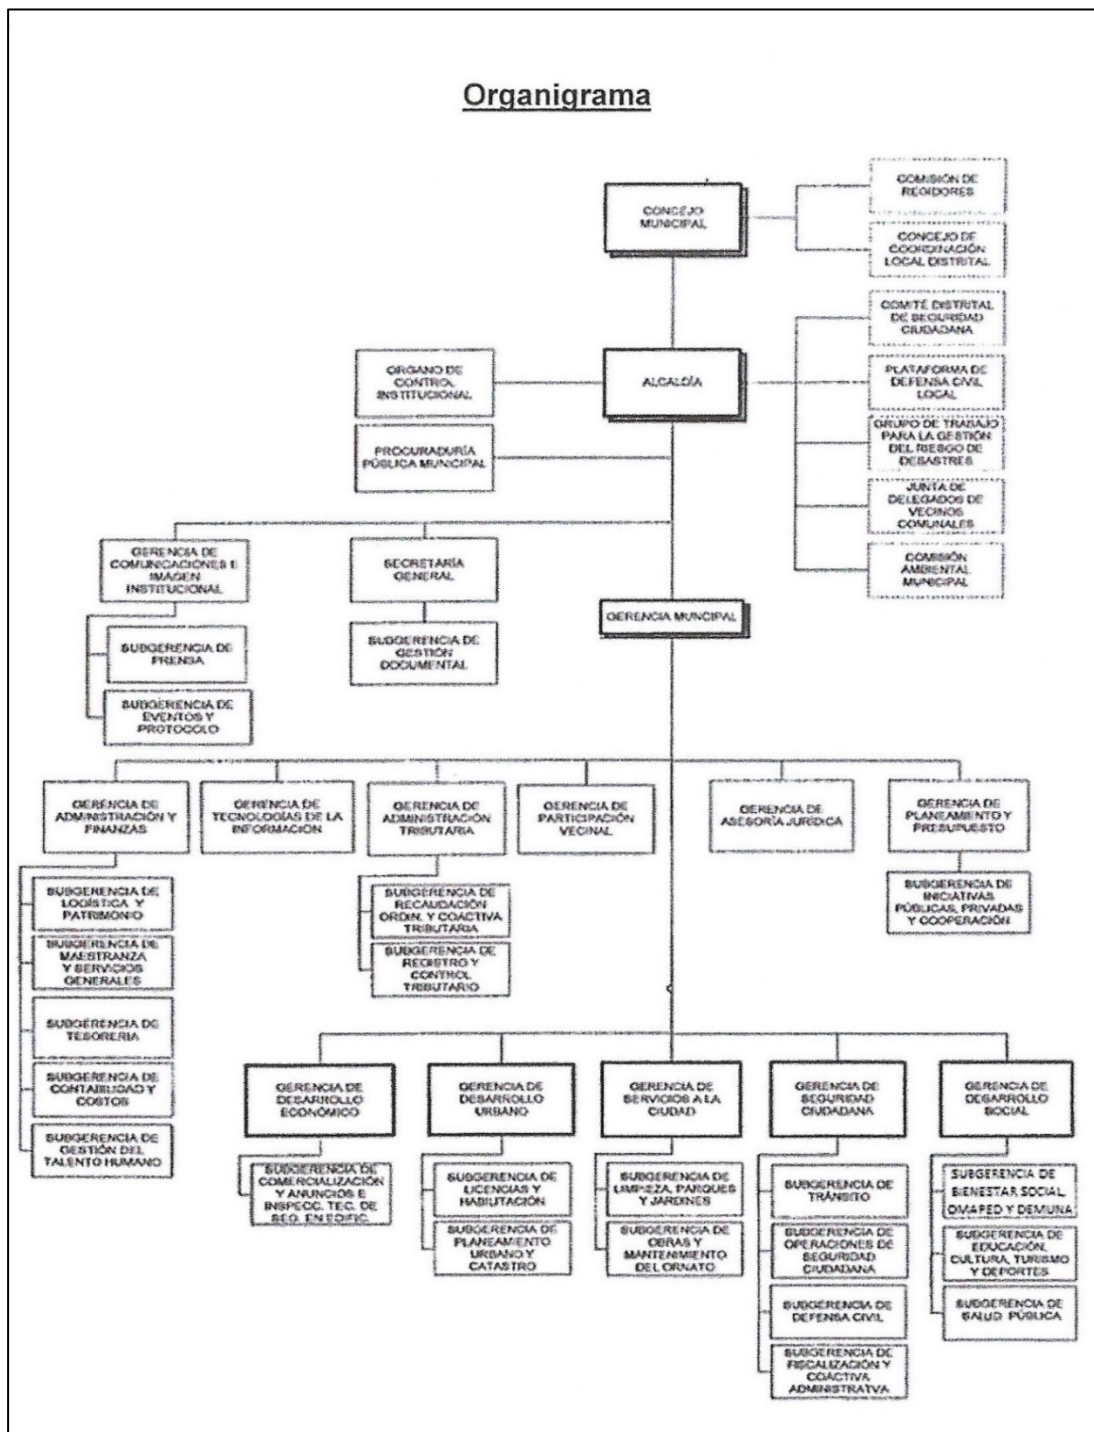 Organigrama
CONCEJO
MUNICIPAL
COMISIÓN DE
REGIDORES
CONCEJO DE
COORDINACIÓN
LOCAL DISTRITAL
COMITÉ DISTRITAL
DE SEGURIDAD
CIUDADANA
ORGANO DE
CONTROL
INSTITUCIONAL
ALCALDÍA
PLATAFORMA DE
DEFENSA CIVIL
LOCAL
PROCURADURÍA
PÚBLICA MUNICIPAL
GRUPO DE TRABAJO
PARA LA GESTIÓN
DEL RIESGO DE
DESASTRES
JUNTA DE
DELEGADOS DE
VECINOS
COMUNALES
GERENCIA DE
COMUNICACIONES E
IMÁGEN
INSTITUCIONAL
SECRETARÍA
GENERAL
COMISIÓN
AMBIENTAL
MUNICIPAL
GERENCIA MUNCIPAL
SUBGERENCIA DE
PRENSA
SUBGERENCIA DE
GESTIÓN
DOCUMENTAL
SUBGERENCIA DE
EVENTOS Y
PROTOCOLO
GERENCIA DE
ADMINISTRACIÓN Y
FINANZAS
GERENCIA DE
TECNOLOGÍAS DE LA
INFORMACIÓN
GERENCIA DE
ADMINISTRACIÓN
TRIBUTARIA
GERENCIA DE
PARTICIPACIÓN
VECINAL
GERENCIA DE
ASESORÍA JURÍDICA
GERENCIA DE
PLANEAMIENTO Y
PRESUPUESTO
SUBGERENCIA DE
LOGÍSTICA Y
PATRIMONIO
SUBGERENCIA DE
MAESTRANZA
Y SERVICIOS
GENERALES
SUBGERENCIA DE
TESORERIA
SUBGERENCIA DE
CONTABILIDAD Y
COSTOS
SUBGERENCIA DE
GESTIÓN DEL
TALENTO HUMANO
SUBGERENCIA DE
RECAUDACIÓN
ORDIN. Y COACTIVA
TRIBUTARIA
SUBGERENCIA DE
REGISTRO Y
CONTROL
TRIBUTARIO
SUBGERENCIA DE
INICIATIVAS
PÚBLICAS, PRIVADAS
Y COOPERACIÓN
GERENCIA DE
DESARROLLO
ECONÓMICO
GERENCIA DE
DESARROLLO
URBANO
GERENCIA DE
SERVICIOS A LA
CIUDAD
GERENCIA DE
SEGURIDAD
CIUDADANA
GERENCIA DE
DESARROLLO
SOCIAL
SUBGERENCIA DE
COMERCIALIZACIÓN
Y ANUNCIOS E
INSPECC. TEC. DE
SEG. EN EDIFIC.
SUBGERENCIA DE
LICENCIAS Y
HABILITACIÓN
SUBGERENCIA DE
PLANEAMIENTO
URBANO Y
CATASTRO
SUBGERENCIA DE
LIMPIEZA, PARQUES
Y JARDINES
SUBGERENCIA DE
OBRAS Y
MANTENIMIENTO
DEL ORNATO
SUBGERENCIA DE
TRÁNSITO
SUBGERENCIA DE
OPERACIONES DE
SEGURIDAD
CIUDADANA
SUBGERENCIA DE
DEFENSA CIVIL
SUBGERENCIA DE
FISCALIZACIÓN Y
COACTIVA
ADMINISTRATVA
SUBGERENCIA DE
BIENESTAR SOCIAL,
OMAPED Y DEMUNA
SUBGERENCIA DE
EDUCACIÓN,
CULTURA, TURISMO
Y DEPORTES
SUBGERENCIA DE
SALUD PÚBLICA